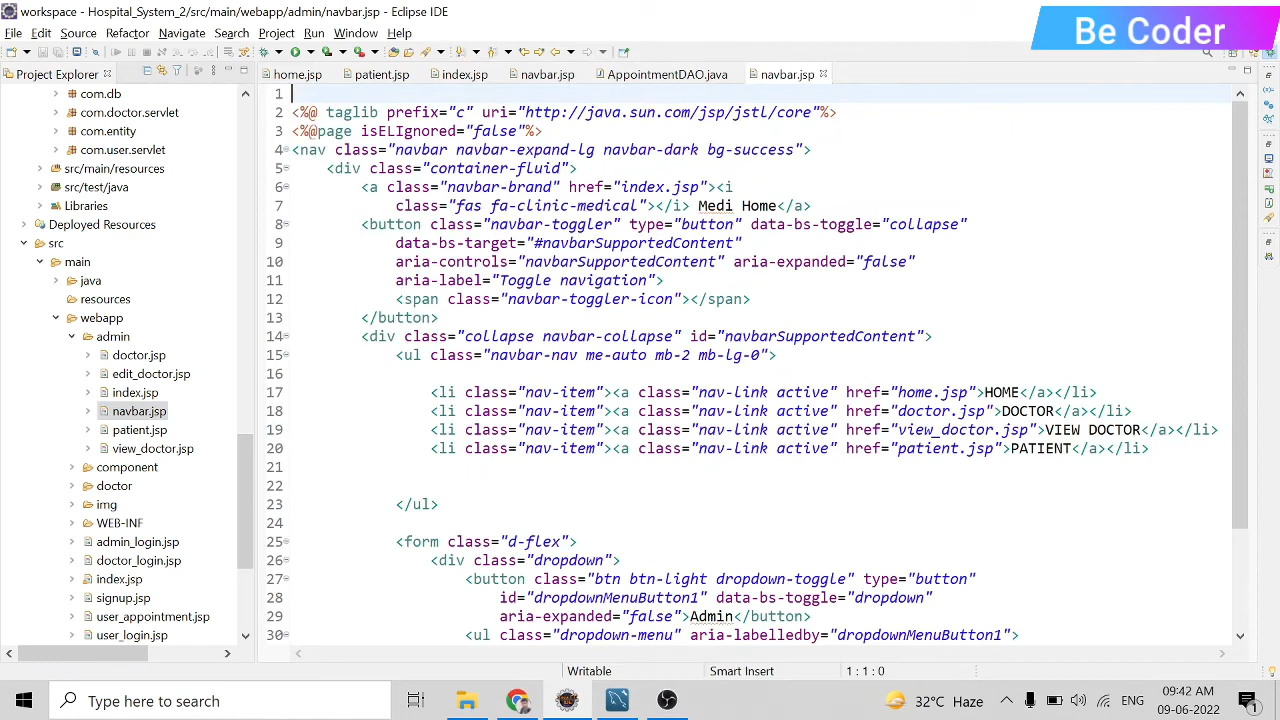 workspace - Hospital_System_2/src/main/webapp/admin/navbar.jsp - Eclipse IDE
Be Coder
File Edit Source Refactor Navigate Search Project Run Window Help
Project Explorer
home.jsp patient.jsp index.jsp navbar.jsp AppointmentDAO.java navbar.jsp
com.db
com.doctor.servlet
com.entity
com.user.servlet
src/main/resources
src/test/java
Libraries
Deployed Resources
src
main
java
resources
webapp
admin
doctor.jsp
edit_doctor.jsp
index.jsp
navbar.jsp
patient.jsp
view_doctor.jsp
component
doctor
img
WEB-INF
admin_login.jsp
doctor_login.jsp
index.jsp
signup.jsp
user_appointment.jsp
user_login.jsp
1
2 <%@ taglib prefix="c" uri="http://java.sun.com/jsp/jstl/core"%>
3 <%@page isELIgnored="false"%>
4 <nav class="navbar navbar-expand-lg navbar-dark bg-success">
5 <div class="container-fluid">
6 <a class="navbar-brand" href="index.jsp"><i
7 class="fas fa-clinic-medical"></i> Medi Home</a>
8 <button class="navbar-toggler" type="button" data-bs-toggle="collapse"
9 data-bs-target="#navbarSupportedContent"
10 aria-controls="navbarSupportedContent" aria-expanded="false"
11 aria-label="Toggle navigation">
12 <span class="navbar-toggler-icon"></span>
13 </button>
14 <div class="collapse navbar-collapse" id="navbarSupportedContent">
15 <ul class="navbar-nav me-auto mb-2 mb-lg-0">
16
17 <li class="nav-item"><a class="nav-link active" href="home.jsp">HOME</a></li>
18 <li class="nav-item"><a class="nav-link active" href="doctor.jsp">DOCTOR</a></li>
19 <li class="nav-item"><a class="nav-link active" href="view_doctor.jsp">VIEW DOCTOR</a></li>
20 <li class="nav-item"><a class="nav-link active" href="patient.jsp">PATIENT</a></li>
21
22
23 </ul>
24
25 <form class="d-flex">
26 <div class="dropdown">
27 <button class="btn btn-light dropdown-toggle" type="button"
28 id="dropdownMenuButton1" data-bs-toggle="dropdown"
29 aria-expanded="false">Admin</button>
30 <ul class="dropdown-menu" aria-labelledby="dropdownMenuButton1">
Writable Smart Insert 1 : 1 : 0
Type here to search
32°C Haze
ENG
09:42 AM
09-06-2022
1